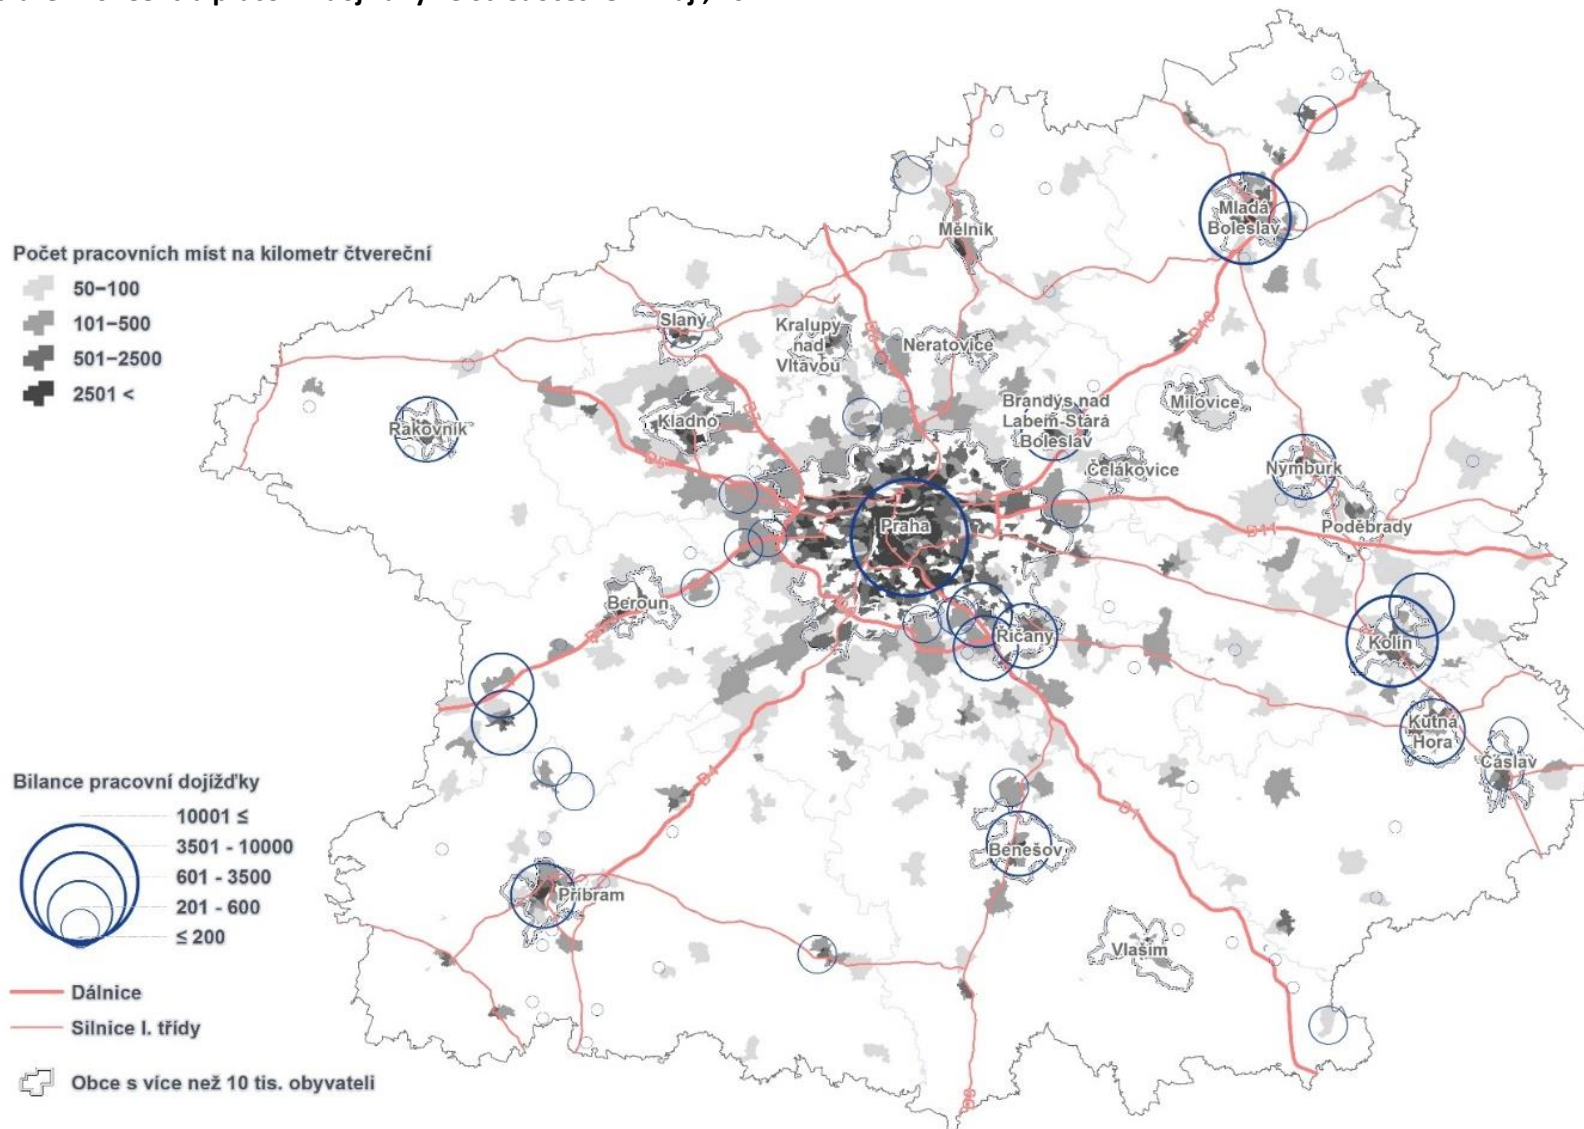 Počet pracovních míst na kilometr čtvereční
50–100
101–500
501–2500
2501 <
Bilance pracovní dojížďky
10001 ≤
3501 - 10000
601 - 3500
201 - 600
≤ 200
Dálnice
Silnice I. třídy
Obce s více než 10 tis. obyvateli
Mladá
Boleslav
Mělník
Slaný
Kralupy
nad
Vltavou
Neratovice
D8
D10
Rakovník
Kladno
D7
Brandýs nad
Labem-Stará
Boleslav
Milovice
Čelákovice
Nymburk
Poděbrady
Praha
D11
Beroun
Říčany
Kolín
Kutná
Hora
Čáslav
D4
D1
Benešov
Příbram
Vlašim